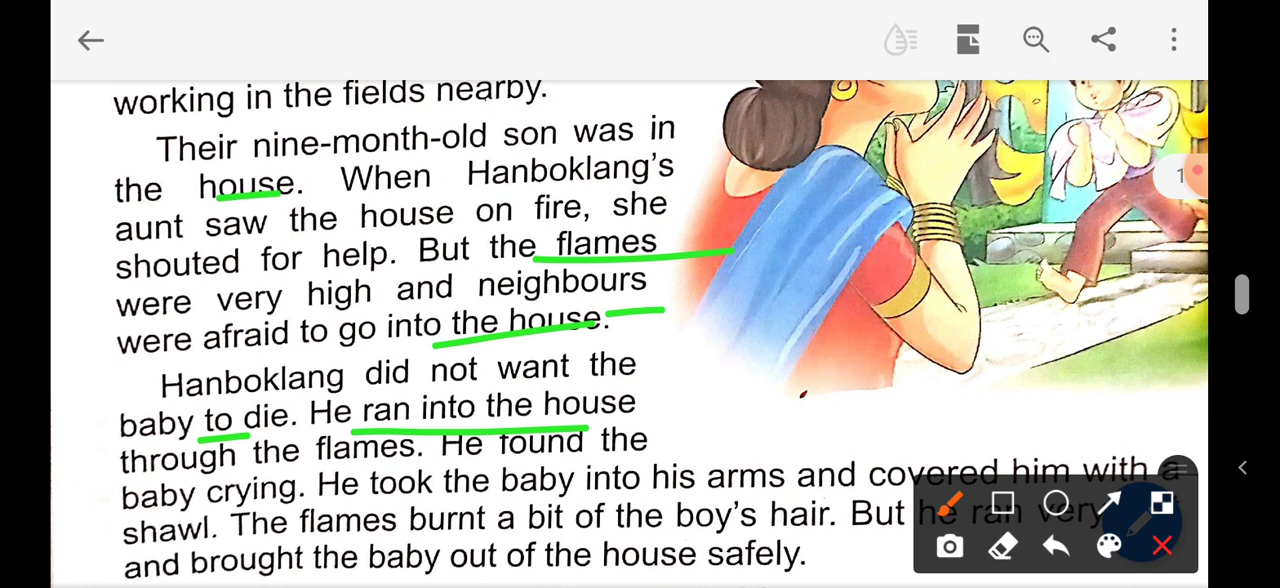 working in the fields nearby.
Their nine-month-old son was in
the house. When Hanboklang's
aunt saw the house on fire, she
shouted for help. But the flames
were very high and neighbours
were afraid to go into the house.
Hanboklang did not want the
baby to die. He ran into the house
through the flames. He found the
baby crying. He took the baby into his arms and covered him with a
shawl. The flames burnt a bit of the boy's hair. But he ran very
and brought the baby out of the house safely.
1